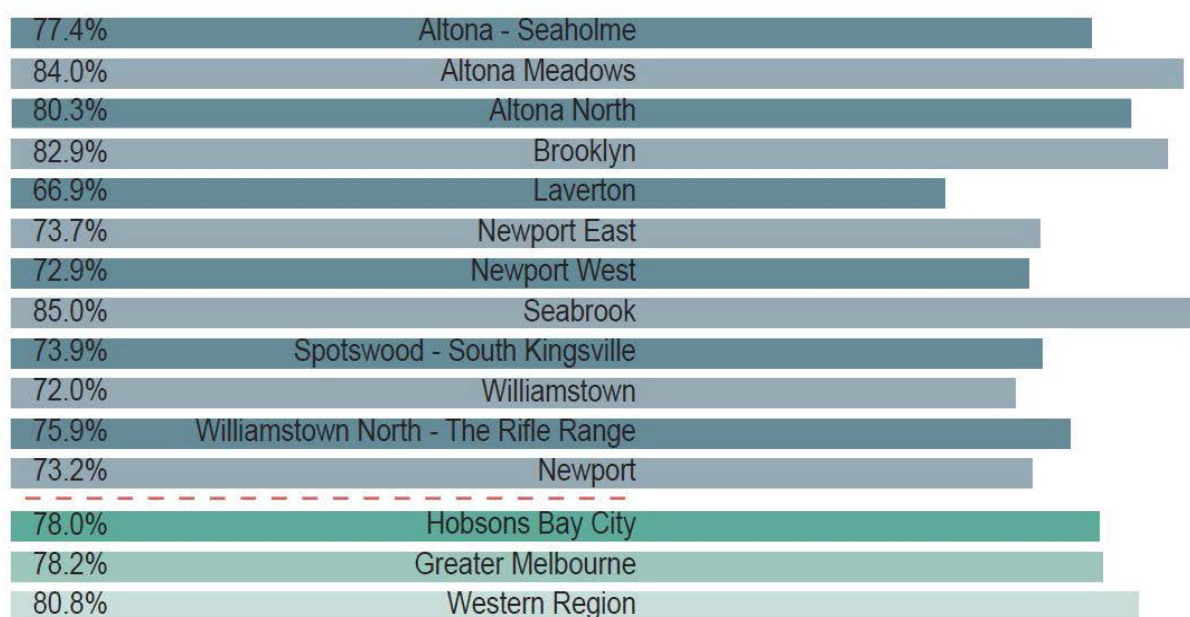 77.4% Altona - Seaholme
84.0% Altona Meadows
80.3% Altona North
82.9% Brooklyn
66.9% Laverton
73.7% Newport East
72.9% Newport West
85.0% Seabrook
73.9% Spotswood - South Kingsville
72.0% Williamstown
75.9% Williamstown North - The Rifle Range
73.2% Newport
78.0% Hobsons Bay City
78.2% Greater Melbourne
80.8% Western Region